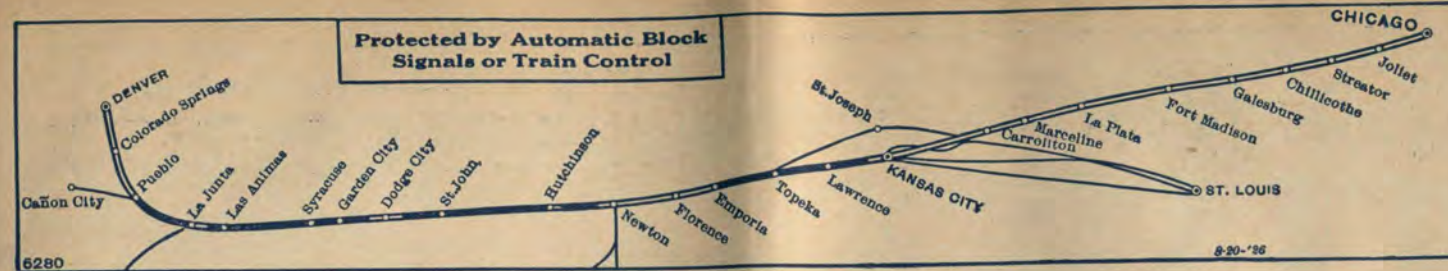 Protected by Automatic Block
Signals or Train Control
DENVER
Colorado Springs
Pueblo
Cañon City
La Junta
Las Animas
Syracuse
Garden City
Dodge City
St.John,
Hutchinson
Newton
Florence
Emporia
Topeka
Lawrence
St.Joseph
KANSAS CITY
ST. LOUIS
Carrollton
Marceline
La Plata
Fort Madison
Galesburg
Chillicothe
Streator
Joliet
CHICAGO
6280
8-20-'26